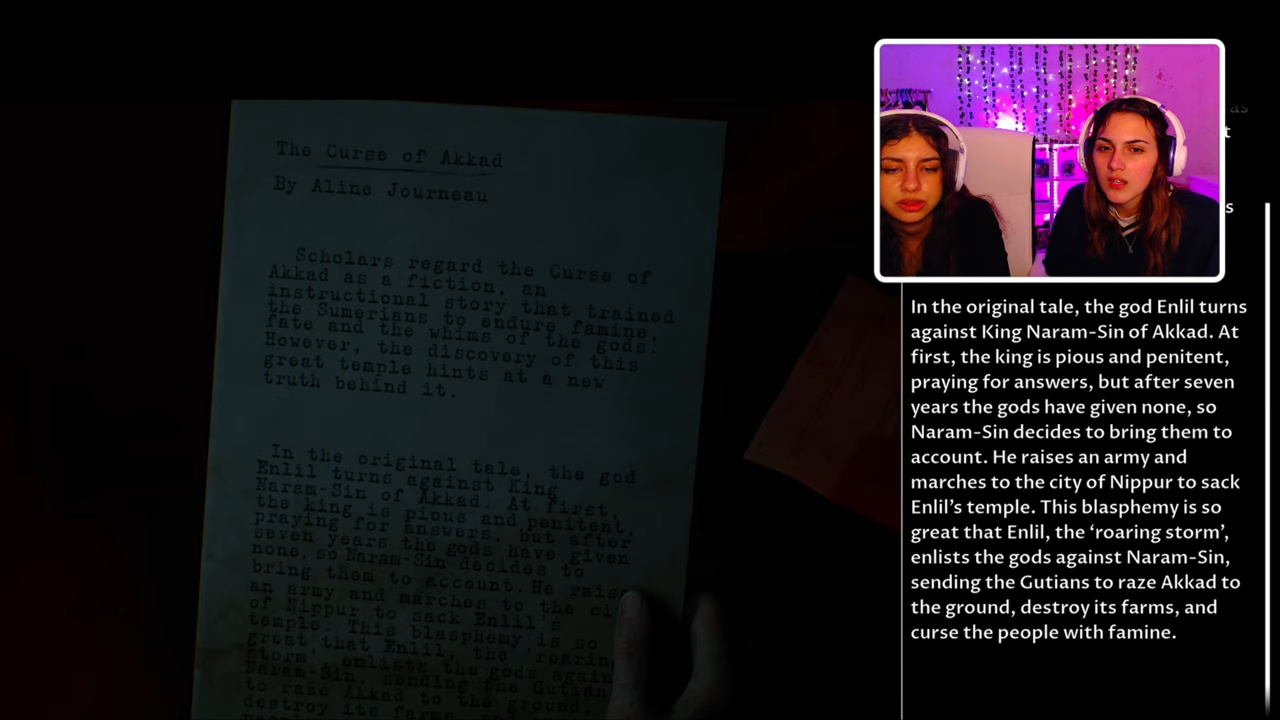 The Curse of Akkad
By Aline Journeau
Scholars regard the Curse of
Akkad as a fiction, an
instructional story that trained
the Sumerians to endure famine,
fate and the whims of the gods.
However, the discovery of this
great temple hints at a new
truth behind it.
In the original tale, the god
Enlil turns against King
Naram-Sin of Akkad. At first,
the king is pious and penitent,
praying for answers, but after
seven years the gods have given
none, so Naram-Sin decides to
bring them to account. He raise
an army and marches to the ci
of Nippur to sack Enlil's
temple. This blasphemy is so
great that Enlil, the 'roarin
storm', enlists the gods again
Naram-Sin, sending the Gutian
to raze Akkad to the ground,
destroy its farms, and
as
t
s
In the original tale, the god Enlil turns
against King Naram-Sin of Akkad. At
first, the king is pious and penitent,
praying for answers, but after seven
years the gods have given none, so
Naram-Sin decides to bring them to
account. He raises an army and
marches to the city of Nippur to sack
Enlil’s temple. This blasphemy is so
great that Enlil, the ‘roaring storm’,
enlists the gods against Naram-Sin,
sending the Gutians to raze Akkad to
the ground, destroy its farms, and
curse the people with famine.